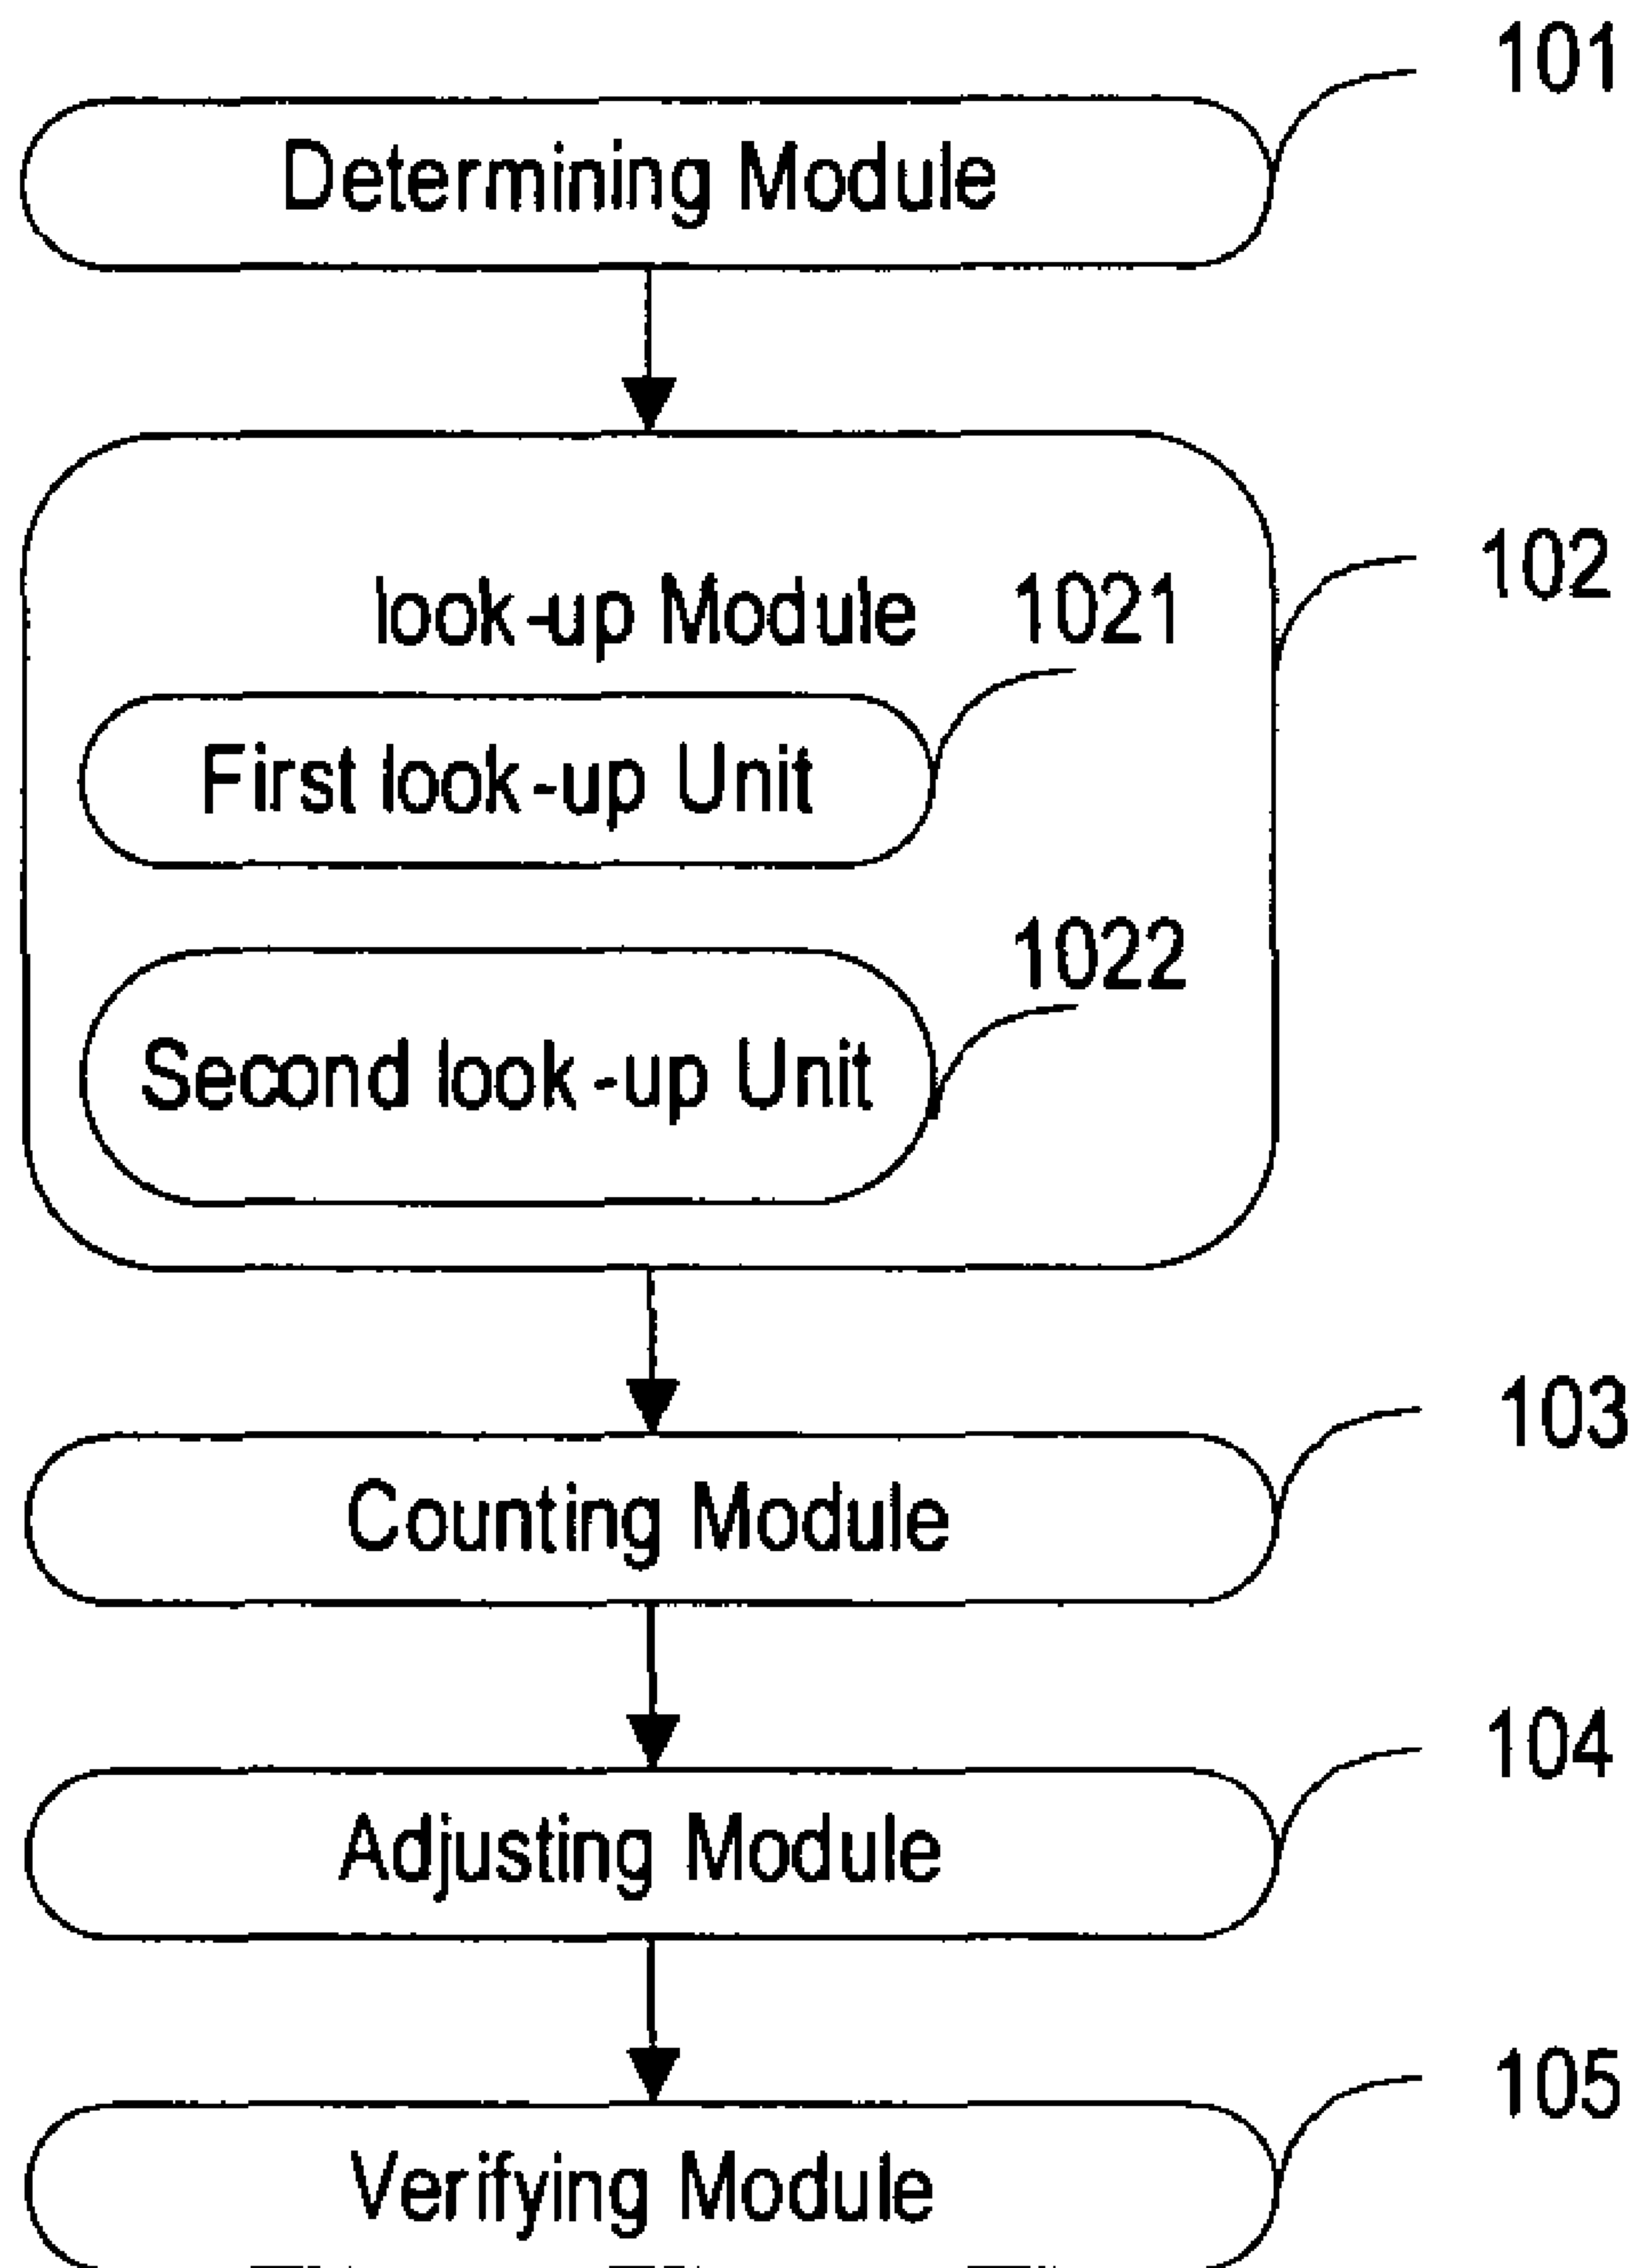 101
Determining Module
102
look-up Module
1021
First look-up Unit
1022
Second look-up Unit
103
Counting Module
104
Adjusting Module
105
Verifying Module